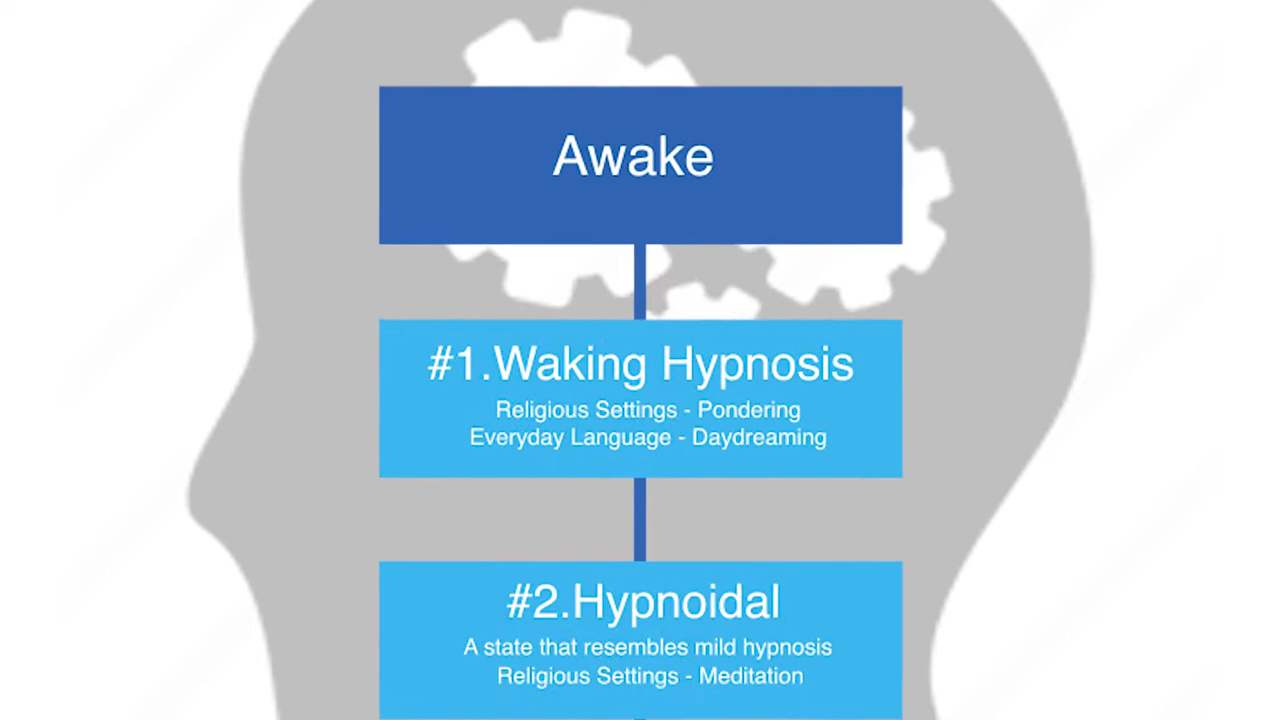 Awake
#1.Waking Hypnosis
Religious Settings - Pondering
Everyday Language - Daydreaming
#2.Hypnoidal
A state that resembles mild hypnosis
Religious Settings - Meditation